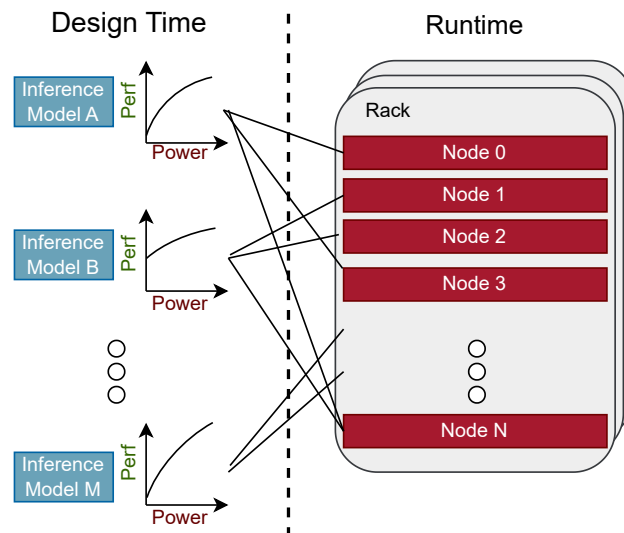 Design Time
Runtime
Inference
Model A
Perf
Power
Rack
Node 0
Node 1
Node 2
Node 3
Inference
Model B
Perf
Power
Inference
Model M
Perf
Power
Node N